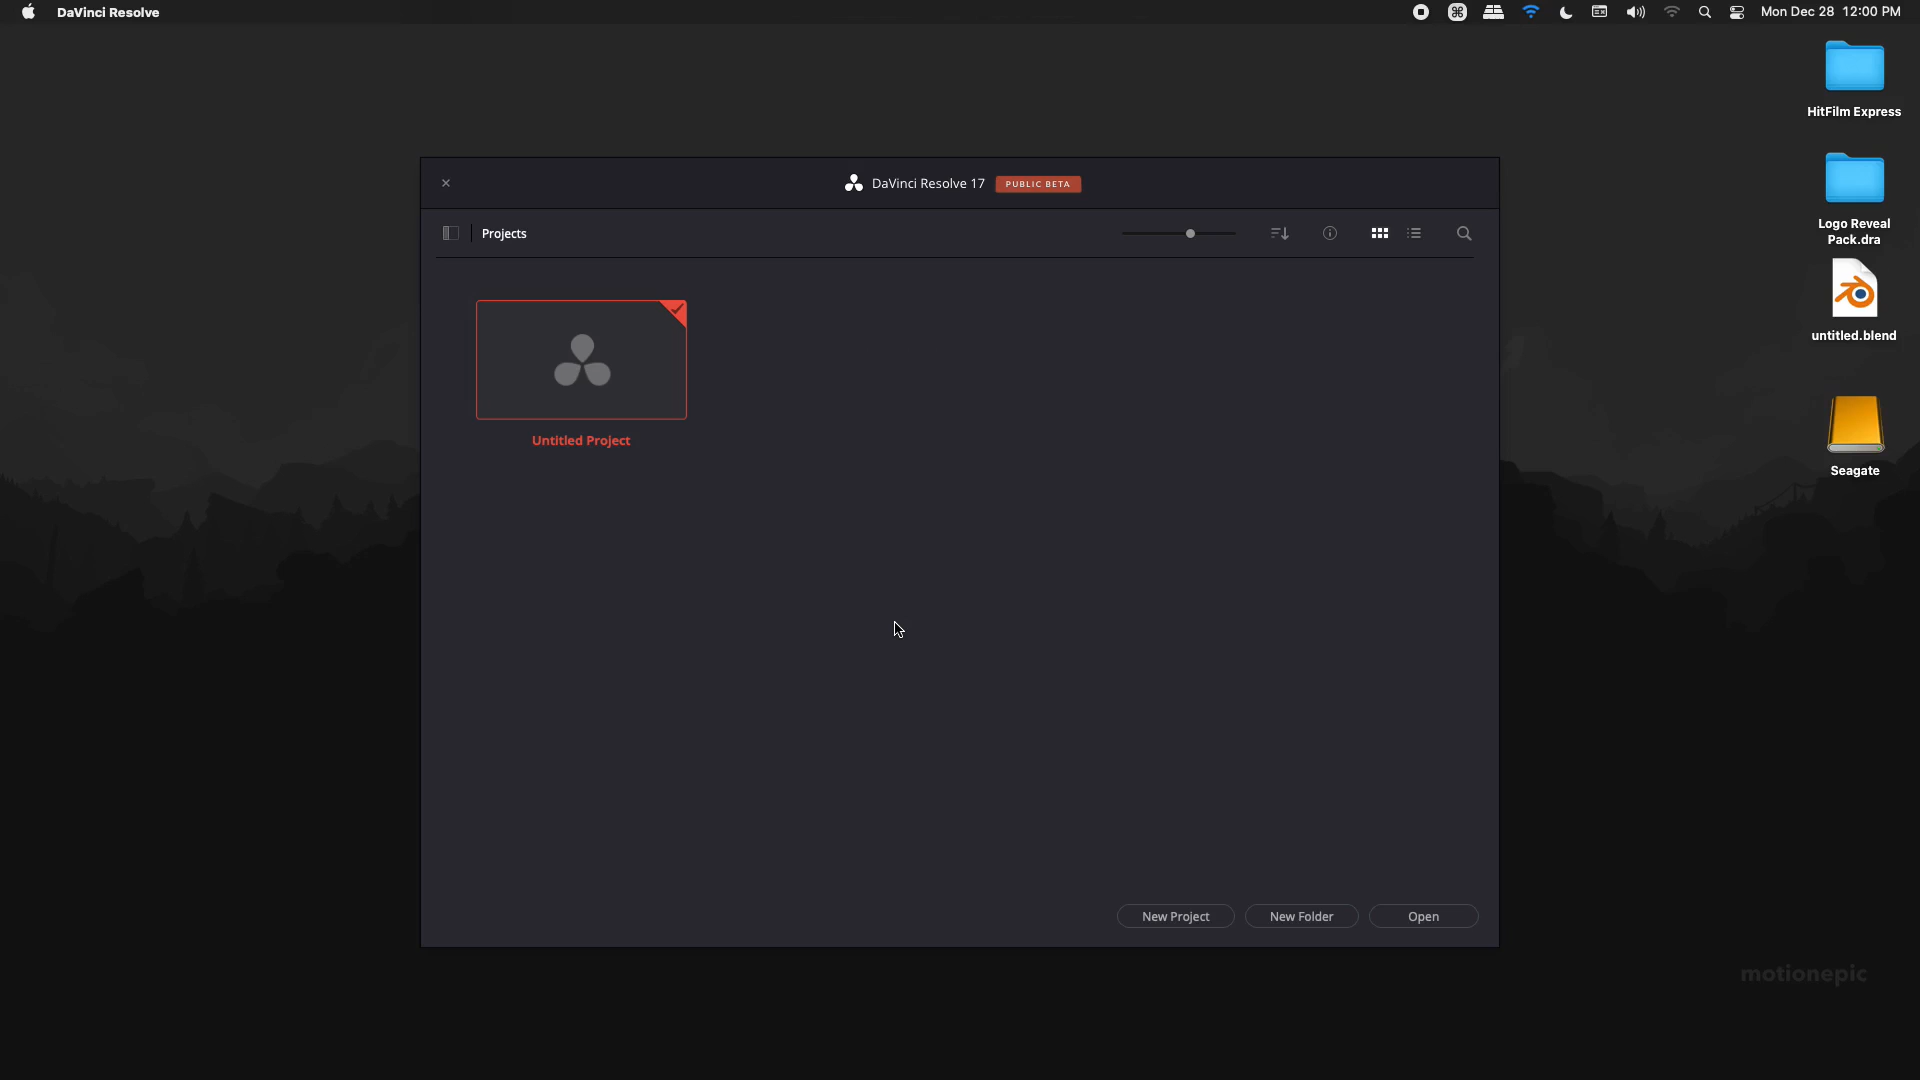 DaVinci Resolve
Mon Dec 28 12:00 PM
HitFilm Express
Logo Reveal
Pack.dra
untitled.blend
Seagate
DaVinci Resolve 17 PUBLIC BETA
Projects
Untitled Project
New Project New Folder Open
motionepic